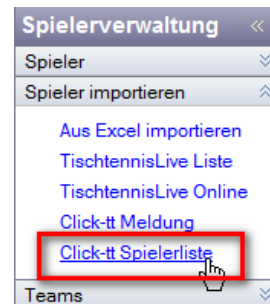 Spielerverwaltung «
Spieler
Spieler importieren
Aus Excel importieren
TischtennisLive Liste
TischtennisLive Online
Click-tt Meldung
Click-tt Spielerliste
Teams